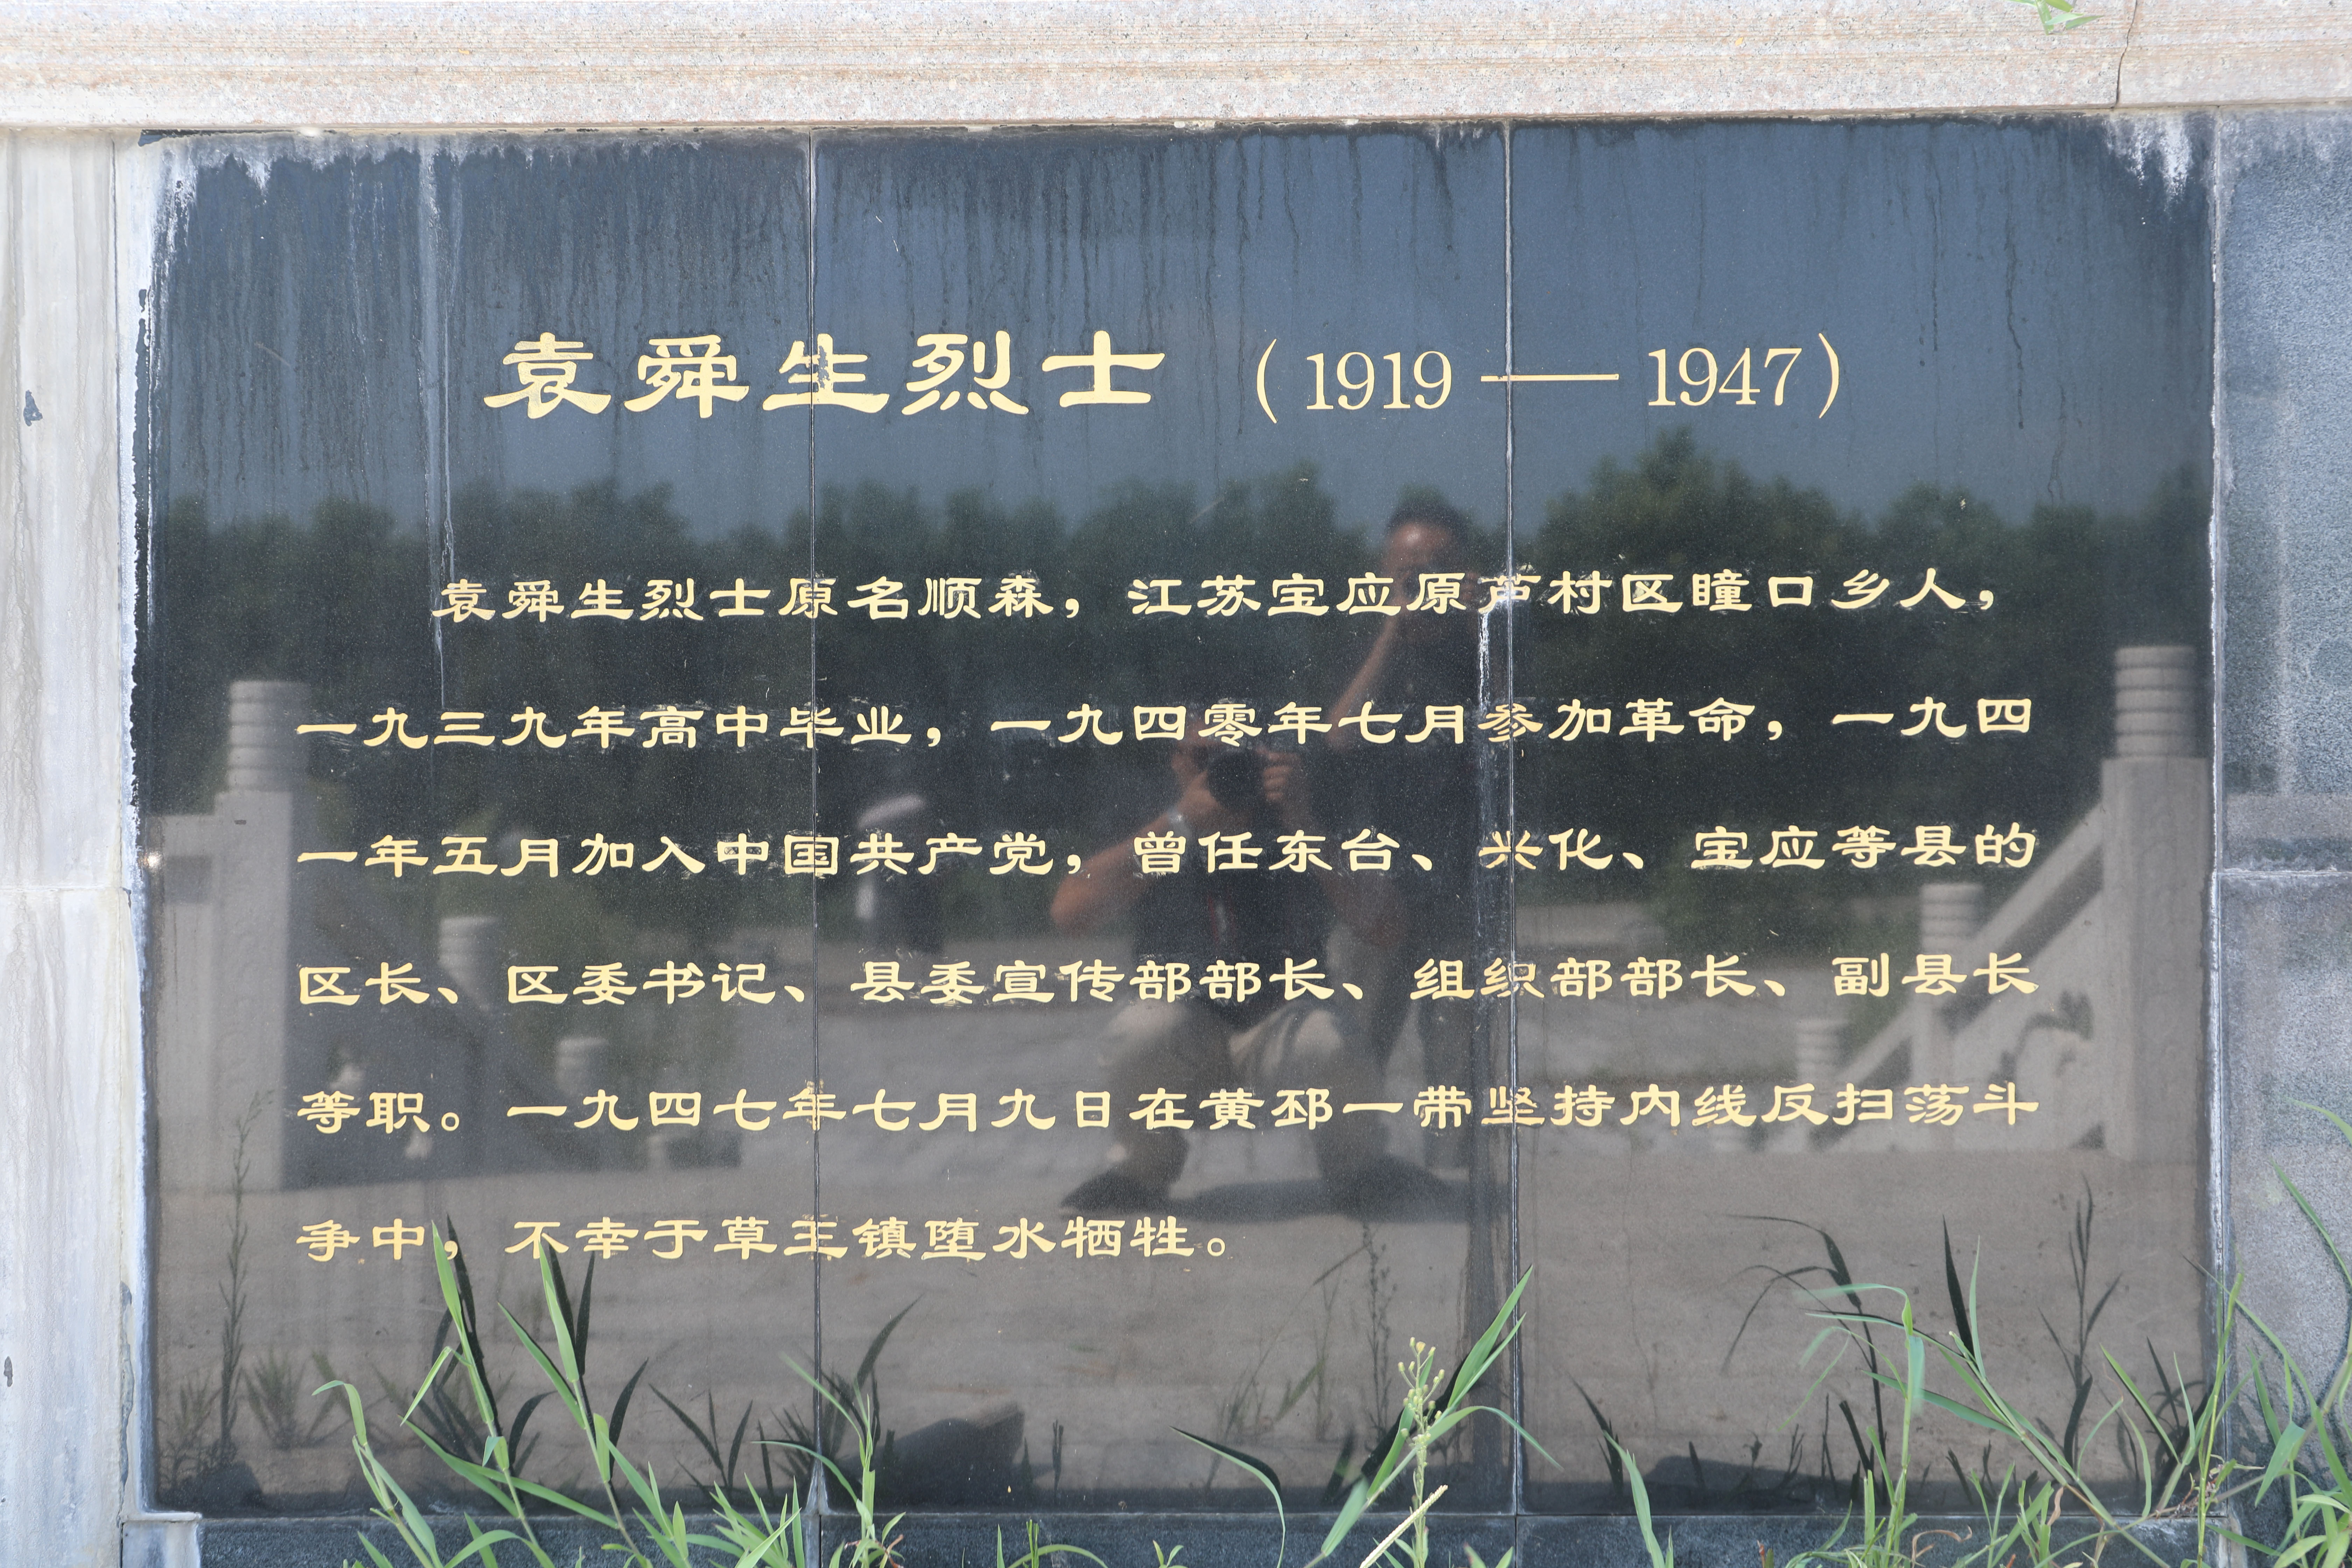 袁舜生烈士（1919——1947）
袁舜生烈士原名顺森，江苏宝应原芦村区瞳口乡人，
一九三九年高中毕业，一九四零年七月参加革命，一九四
一年五月加入中国共产党，曾任东台、兴化、宝应等县的
区长、区委书记、县委宣传部部长、组织部部长、副县长
等职。一九四七年七月九日在黄邳一带坚持内线反扫荡斗
争中，不幸于草王镇堕水牺牲。